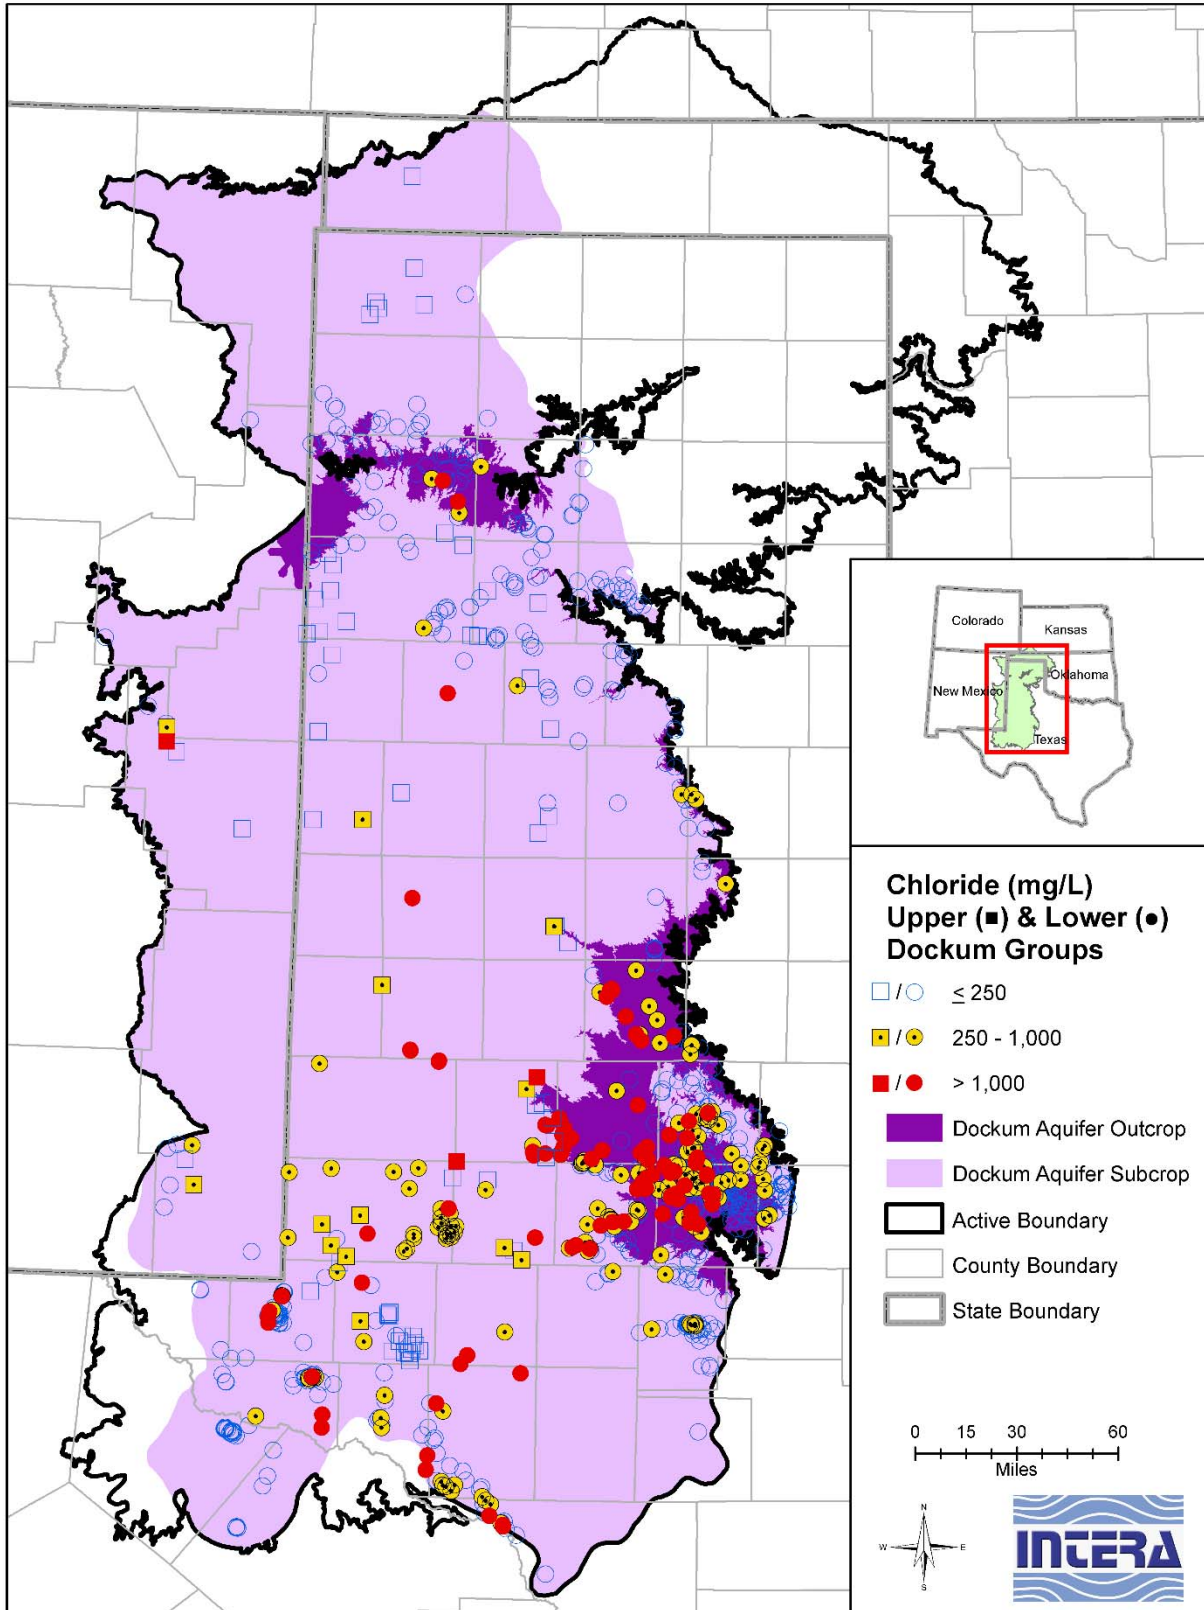 Colorado
Kansas
New Mexico
Oklahoma
Texas
Chloride (mg/L)
Upper (■) & Lower (●)
Dockum Groups
□ / ○ ≤ 250
■ / ● 250 - 1,000
■ / ● > 1,000
Dockum Aquifer Outcrop
Dockum Aquifer Subcrop
Active Boundary
County Boundary
State Boundary
0 15 30 60
Miles
N
W E
S
INTERA